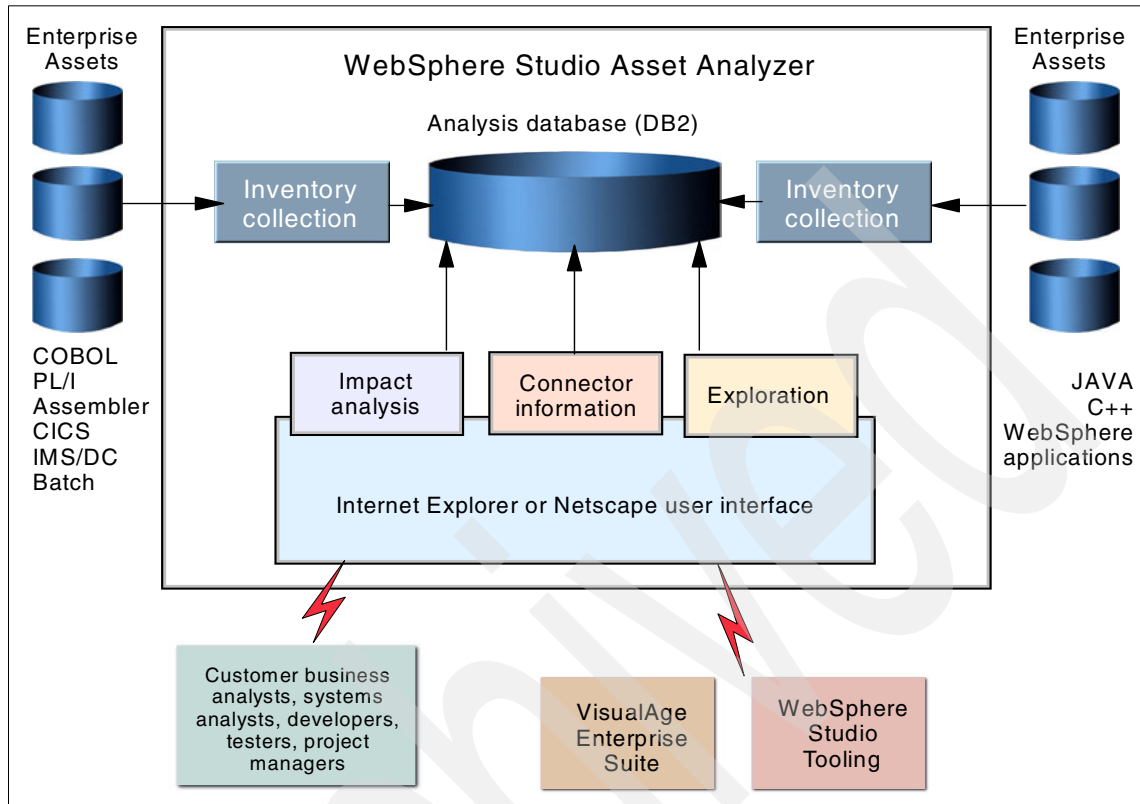 Enterprise
Assets
COBOL
PL/I
Assembler
CICS
IMS/DC
Batch
WebSphere Studio Asset Analyzer
Analysis database (DB2)
Inventory
collection
Inventory
collection
Impact
analysis
Connector
information
Exploration
Internet Explorer or Netscape user interface
Enterprise
Assets
JAVA
C++
WebSphere
applications
Customer business
analysts, systems
analysts, developers,
testers, project
managers
VisualAge
Enterprise
Suite
WebSphere
Studio
Tooling